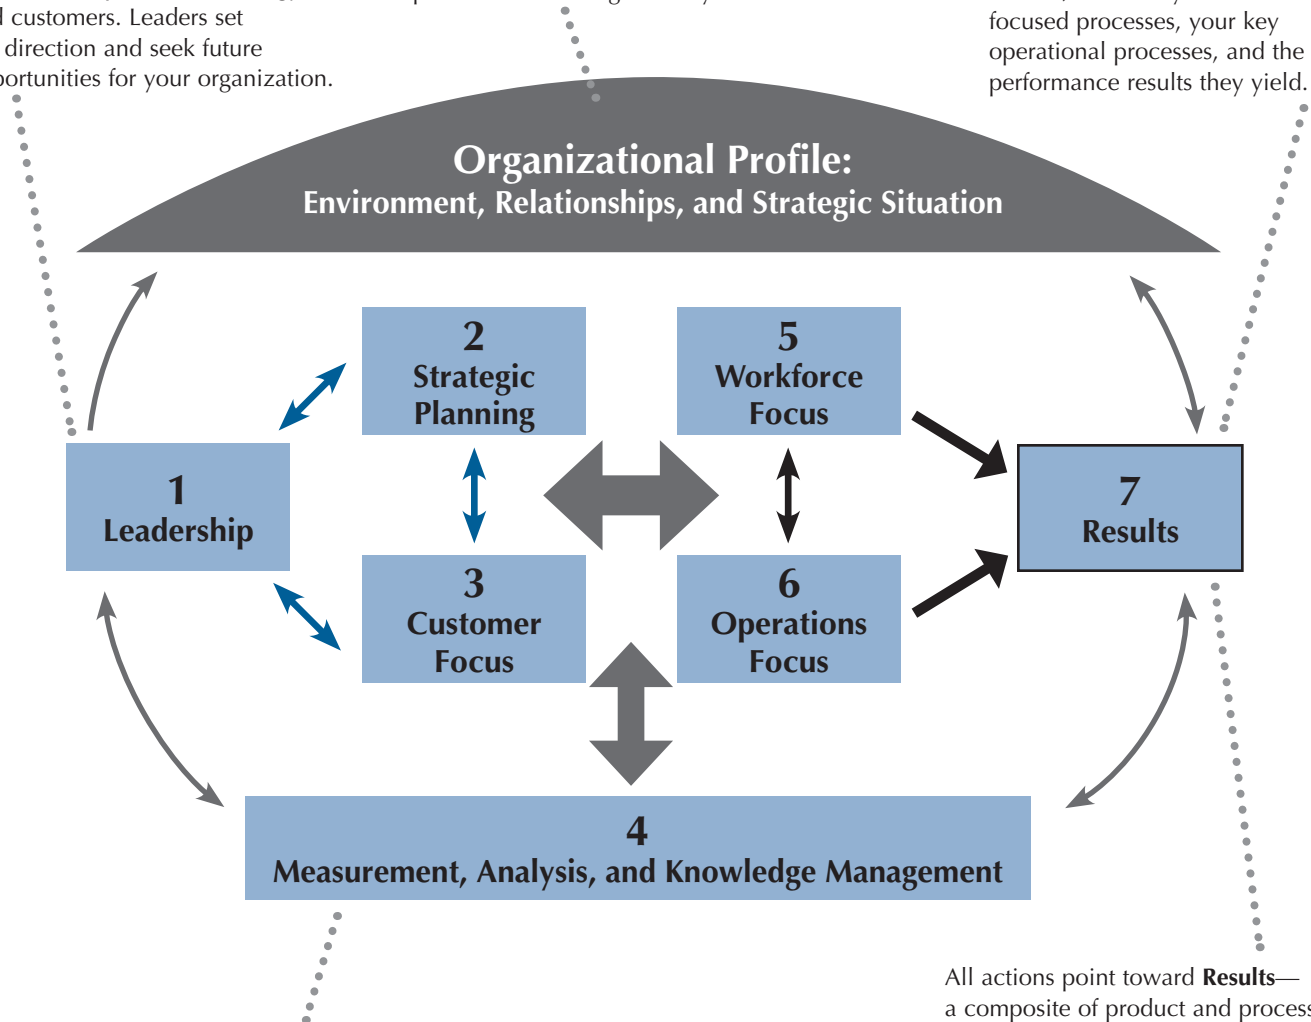 d customers. Leaders set
direction and seek future
portunities for your organization.
focused processes, your key
operational processes, and the
performance results they yield.
Organizational Profile:
Environment, Relationships, and Strategic Situation
2
Strategic
Planning
5
Workforce
Focus
1
Leadership
7
Results
3
Customer
Focus
6
Operations
Focus
4
Measurement, Analysis, and Knowledge Management
All actions point toward Results—
a composite of product and process